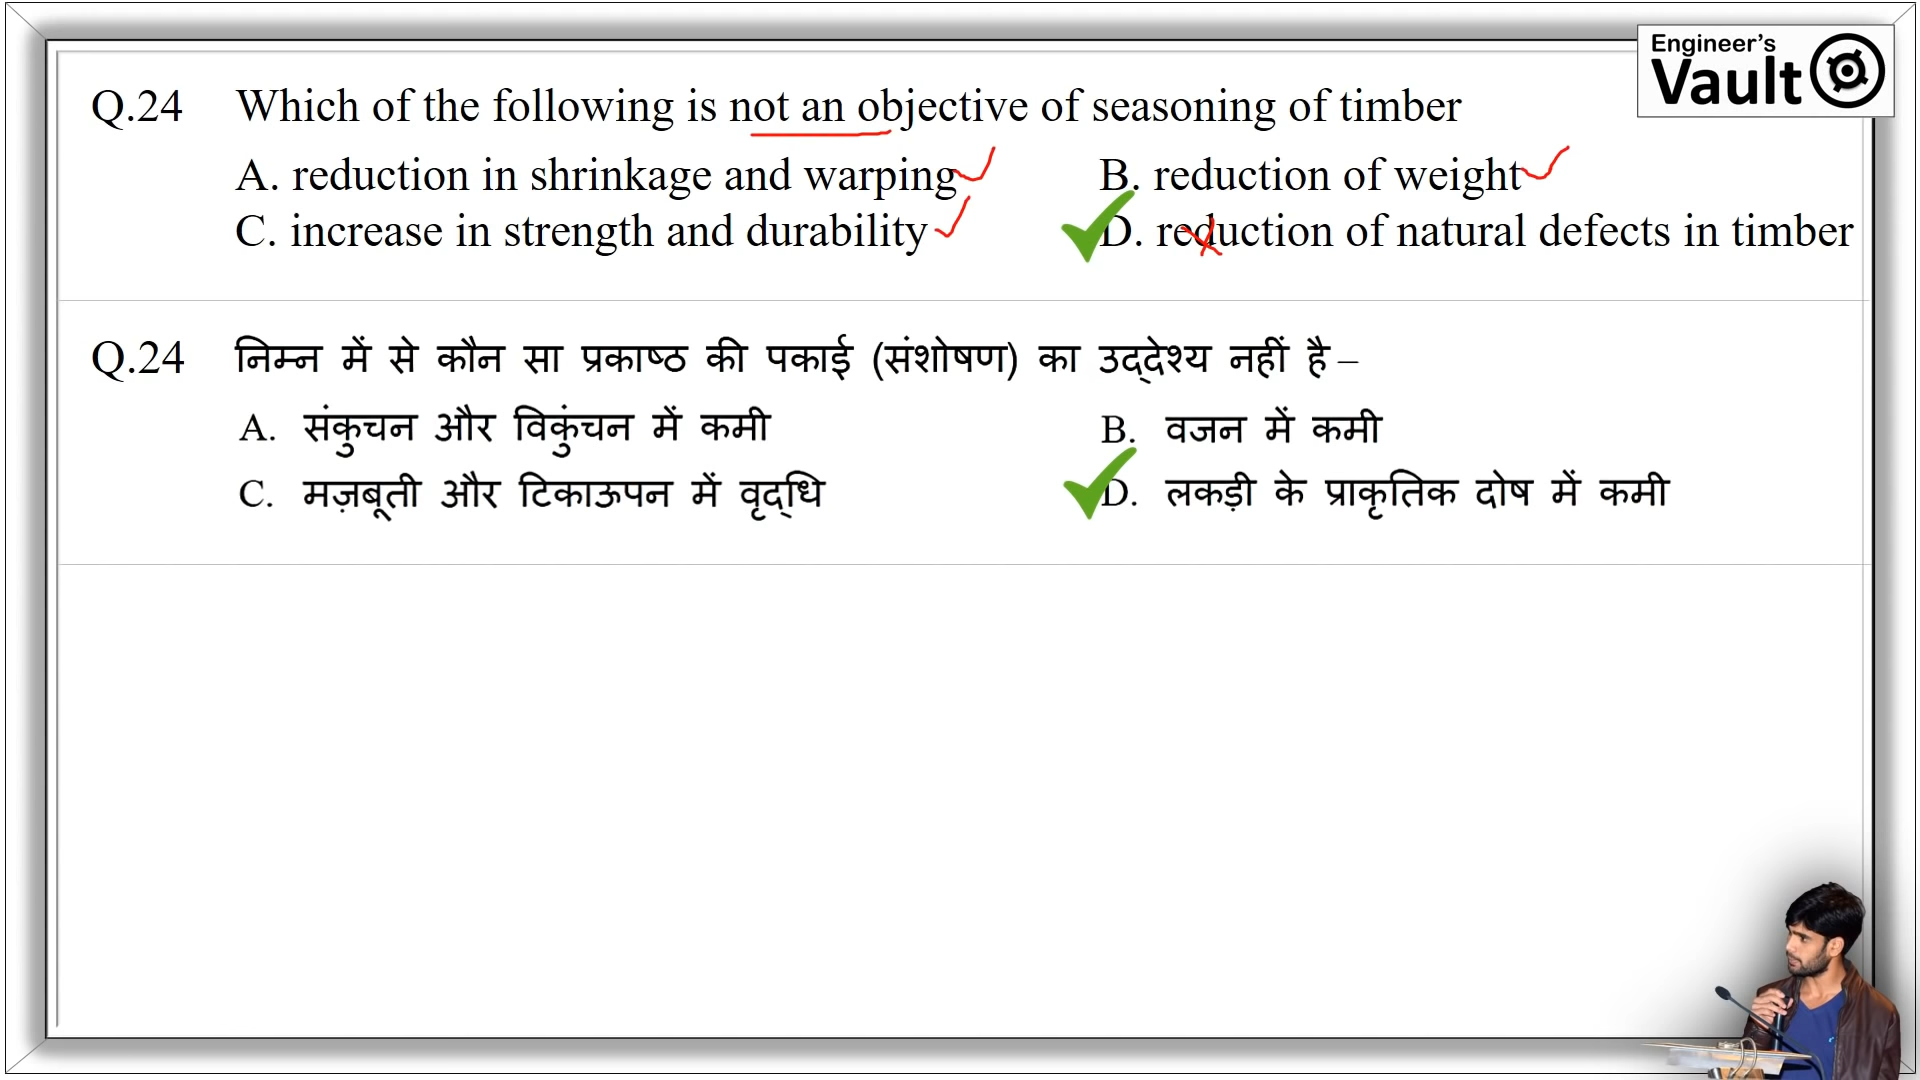 Engineer's
Vault
Q.24 Which of the following is not an objective of seasoning of timber
A. reduction in shrinkage and warping B. reduction of weight
C. increase in strength and durability D. reduction of natural defects in timber
Q.24 निम्न में से कौन सा प्रकाष्ठ की पकाई (संशोषण) का उद्देश्य नहीं है –
A. संकुचन और विकुंचन में कमी B. वजन में कमी
C. मज़बूती और टिकाऊपन में वृद्धि D. लकड़ी के प्राकृतिक दोष में कमी